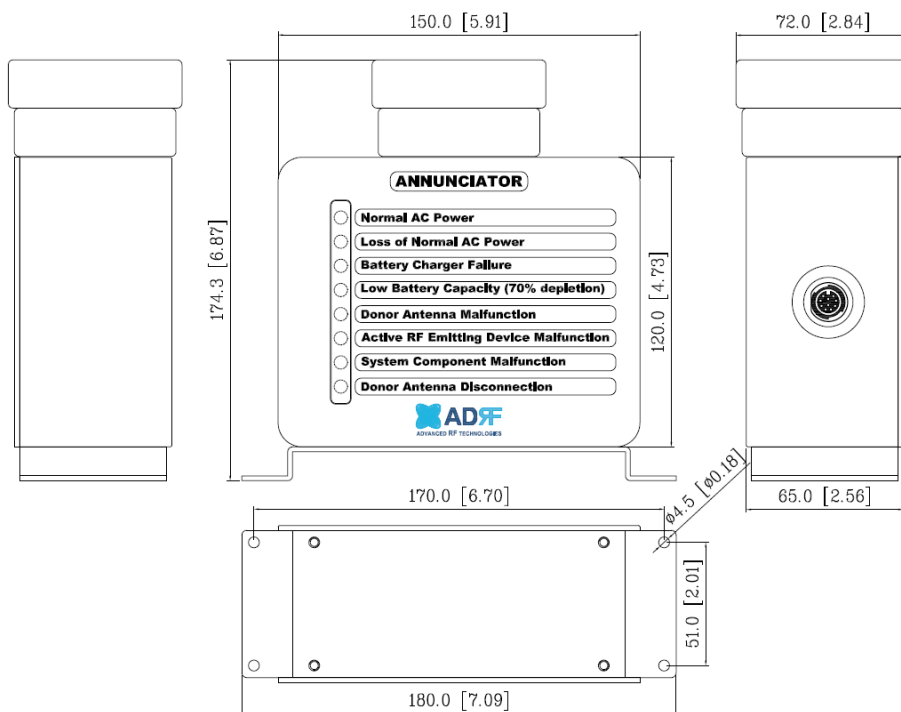 150.0 [5.91]
72.0 [2.84]
174.3 [6.87]
ANNUNCIATOR
Normal AC Power
Loss of Normal AC Power
Battery Charger Failure
Low Battery Capacity (70% depletion)
Donor Antenna Malfunction
Active RF Emitting Device Malfunction
System Component Malfunction
Donor Antenna Disconnection
ADRF
ADVANCED RF TECHNOLOGIES
120.0 [4.73]
170.0 [6.70]
ø4.5 [ø0.18]
65.0 [2.56]
51.0 [2.01]
180.0 [7.09]